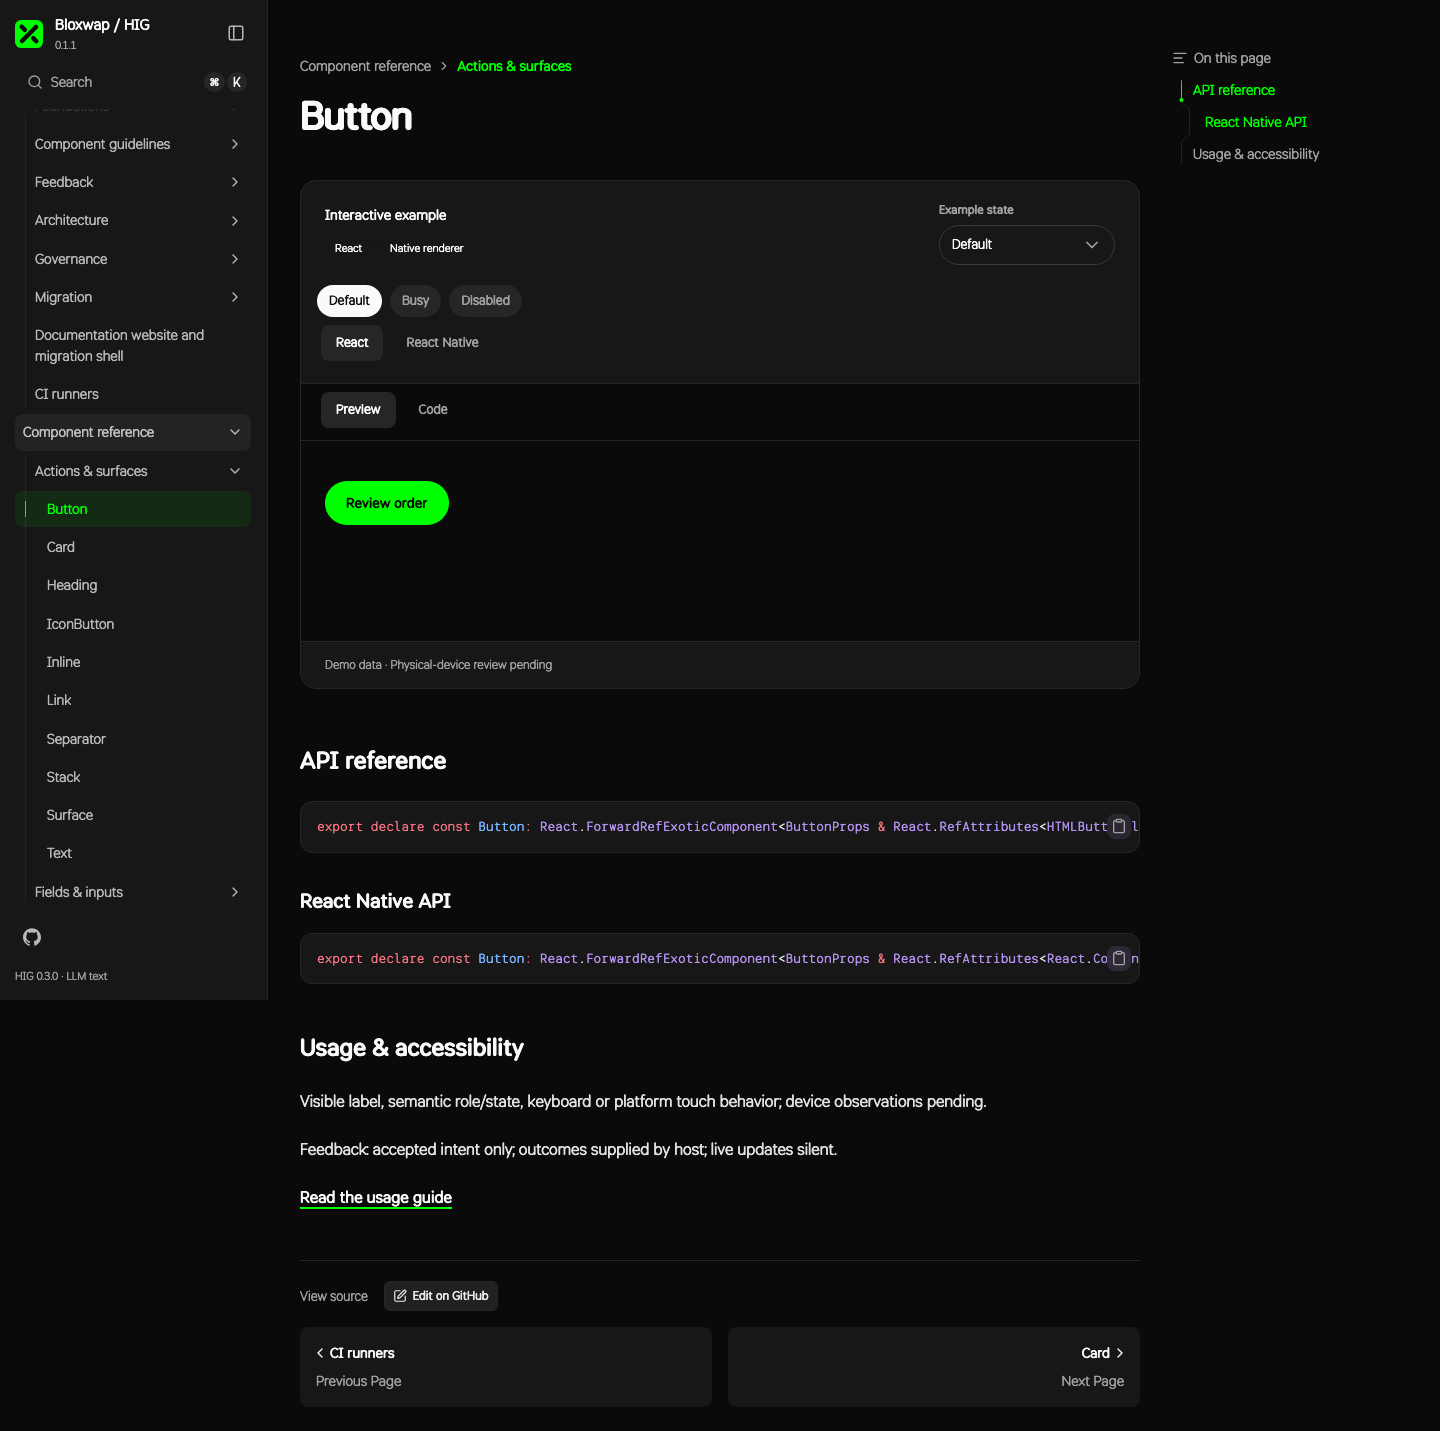 Bloxwap / HIG
0.1.1
Search
⌘ K
Foundations
Component guidelines
Feedback
Architecture
Governance
Migration
Documentation website and
migration shell
CI runners
Component reference
Actions & surfaces
Button
Card
Heading
IconButton
Inline
Link
Separator
Stack
Surface
Text
Fields & inputs
HIG 0.3.0 · LLM text
Component reference > Actions & surfaces
Button
Interactive example
React Native renderer
Example state
Default
Default Busy Disabled
React React Native
Preview Code
Review order
Demo data · Physical-device review pending
API reference
export declare const Button: React.ForwardRefExoticComponent<ButtonProps & React.RefAttributes<HTMLButt
React Native API
export declare const Button: React.ForwardRefExoticComponent<ButtonProps & React.RefAttributes<React.Co
Usage & accessibility
Visible label, semantic role/state, keyboard or platform touch behavior; device observations pending.
Feedback: accepted intent only; outcomes supplied by host; live updates silent.
Read the usage guide
View source Edit on GitHub
CI runners
Previous Page
Card
Next Page
On this page
API reference
React Native API
Usage & accessibility